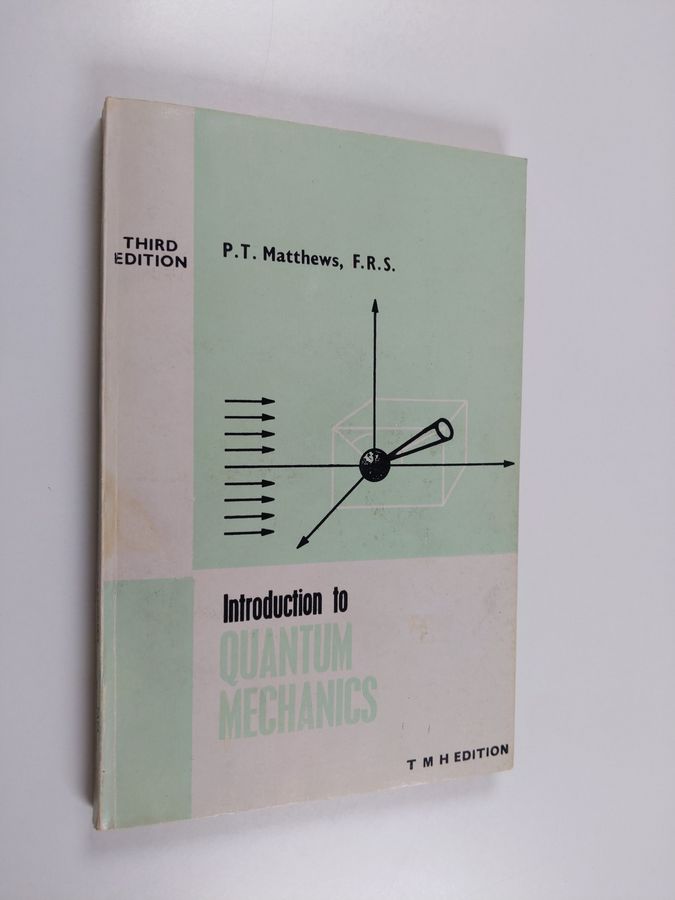 THIRD
EDITION
P.T. Matthews, F.R.S.
Introduction to
QUANTUM
MECHANICS
T M H EDITION